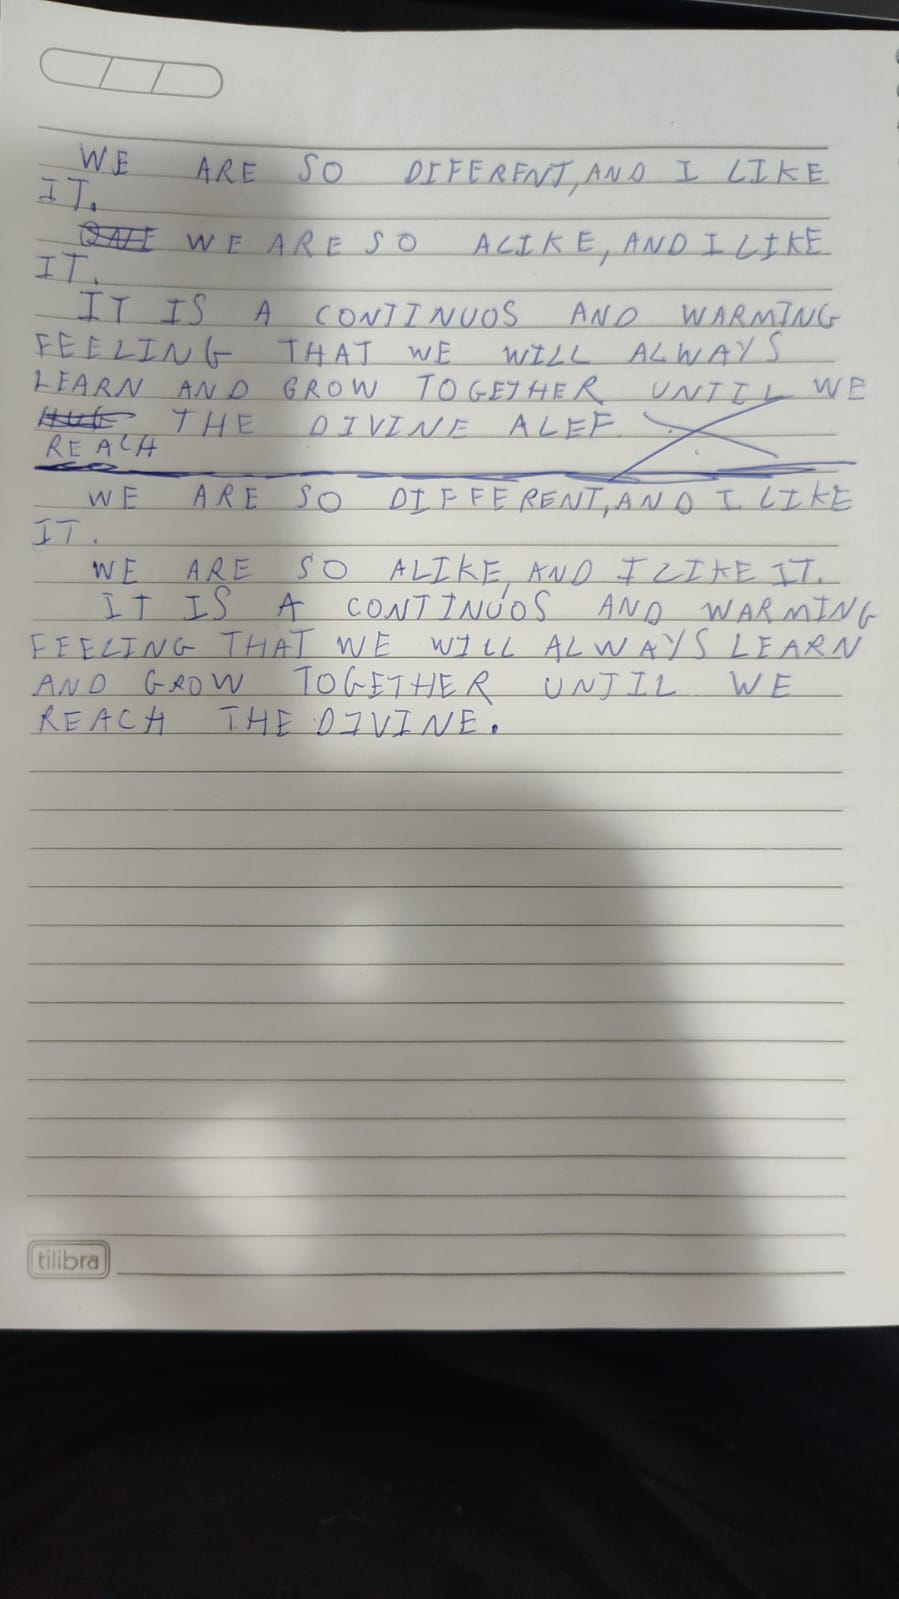 WE ARE SO DIFERENT, AND I LIKE
IT.
WE ARE SO ALIKE, AND I LIKE
IT.
IT IS A CONTINUOS AND WARMING
FEELING THAT WE WILL ALWAYS
LEARN AND GROW TOGETHER UNTIL WE
THE DIVINE ALEF
REACH
WE ARE SO DIFFERENT, AND I LIKE
IT.
WE ARE SO ALIKE, AND I LIKE IT.
IT IS A CONTINUOS AND WARMING
FEELING THAT WE WILL ALWAYS LEARN
AND GROW TOGETHER UNTIL WE
REACH THE DIVINE.
tilibra